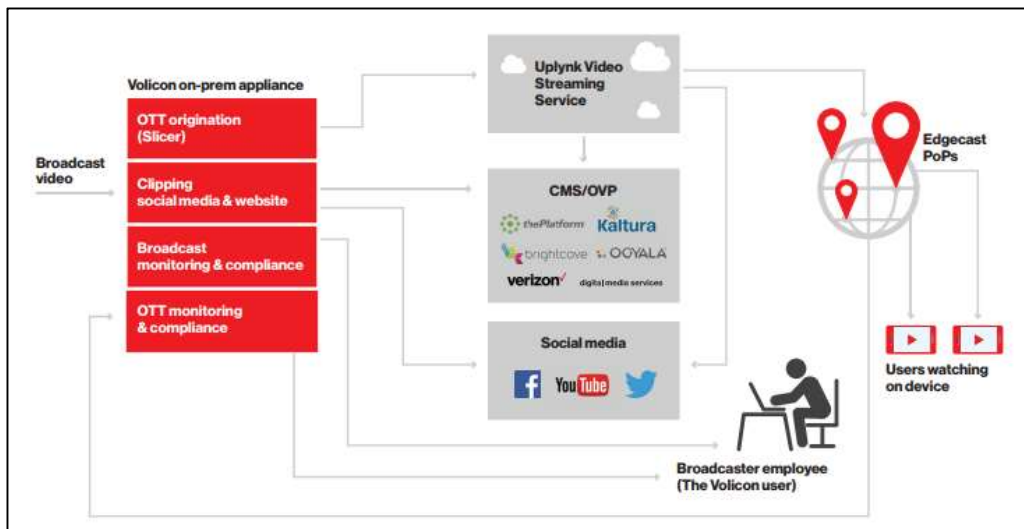 Volicon on-prem appliance
OTT origination
(Slicer)
Broadcast
video
Clipping
social media & website
Broadcast
monitoring & compliance
OTT monitoring
& compliance
Uplynk Video
Streaming
Service
CMS/OVP
thePlatform
Kaltura
brightcove
OOYALA
verizon
digital media services
Social media
f
YouTube
Edgecast
PoPs
Users watching
on device
Broadcaster employee
(The Volicon user)